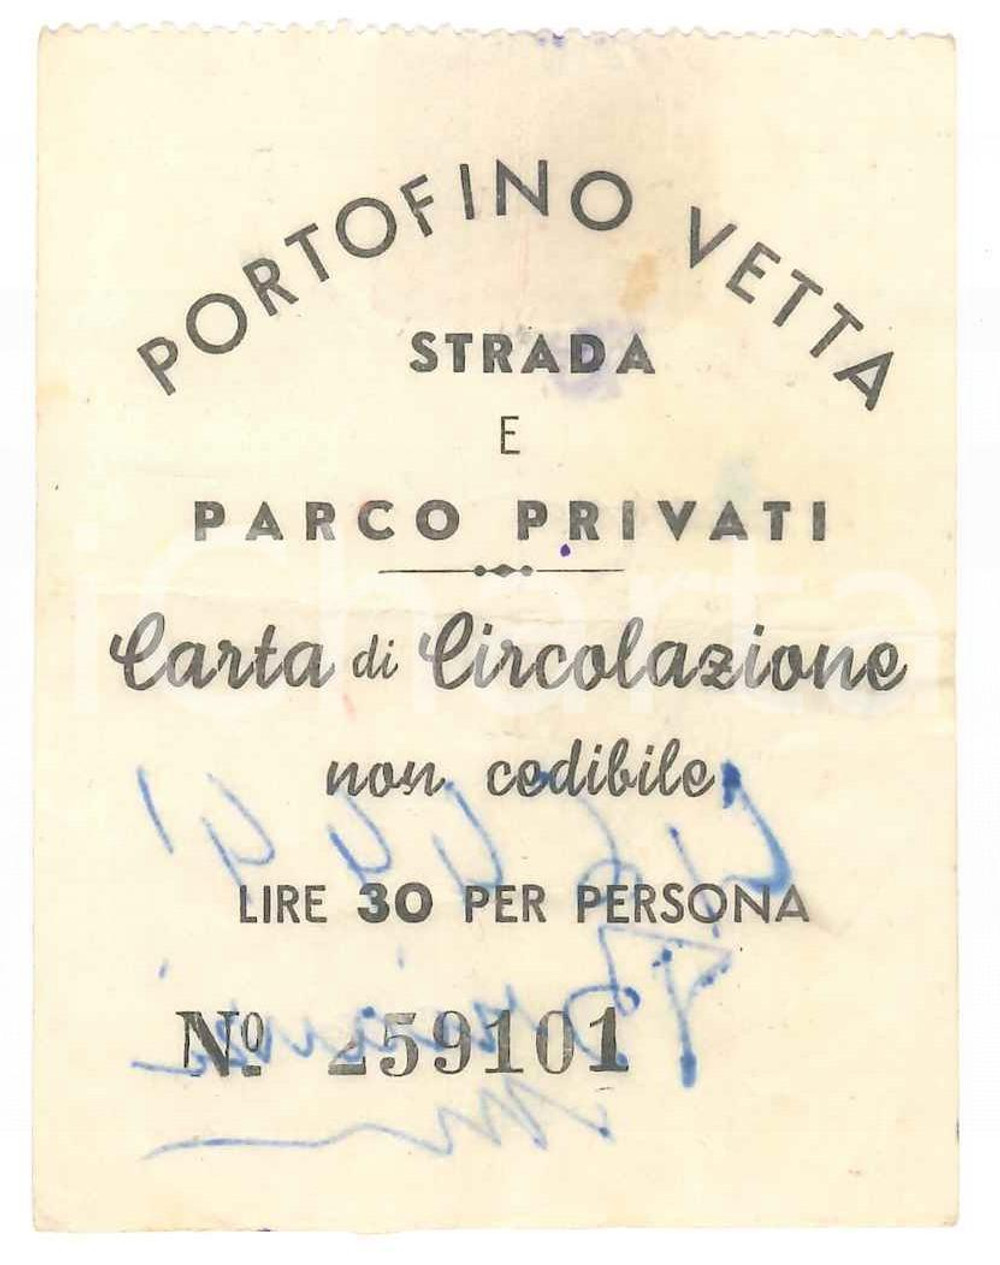 PORTOFINO VETTA
STRADA
E
PARCO PRIVATI
Carta di Circolazione
non cedibile
LIRE 30 PER PERSONA
Nº 259101